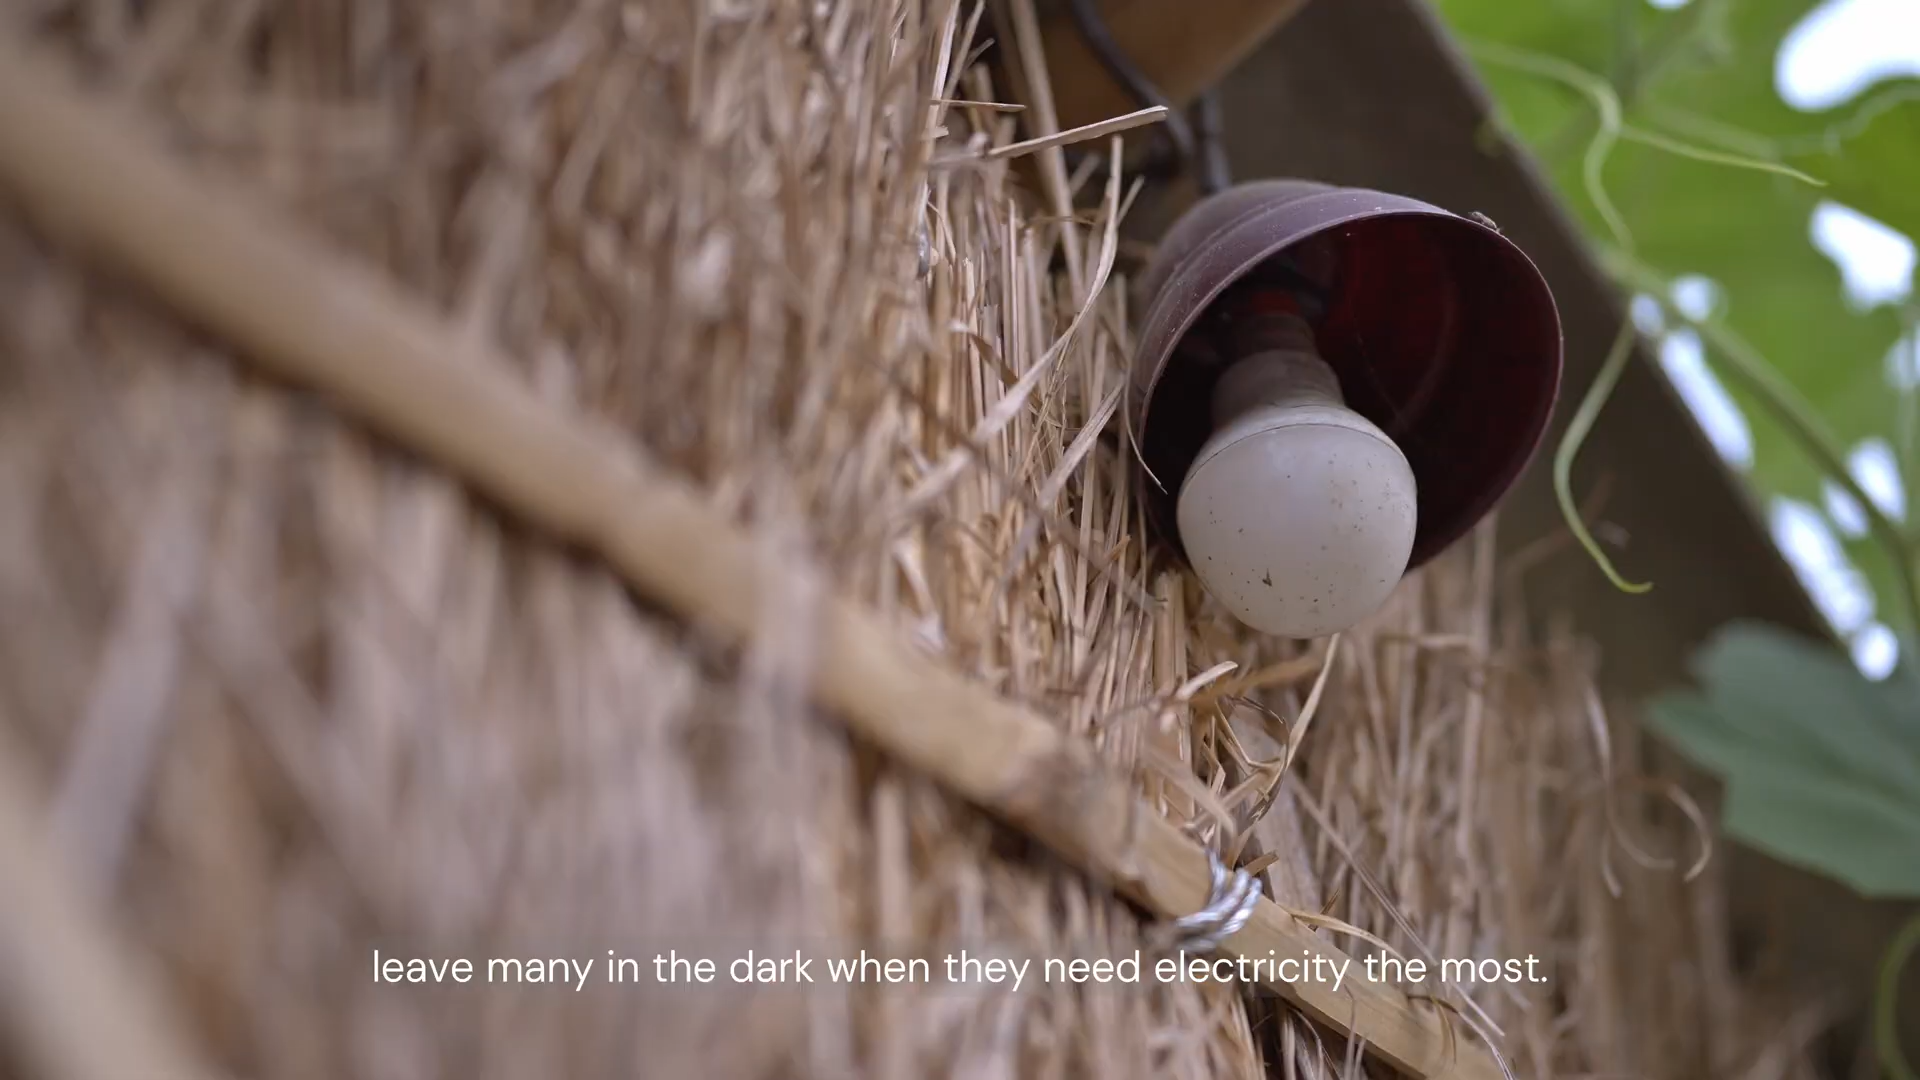 leave many in the dark when they need electricity the most.